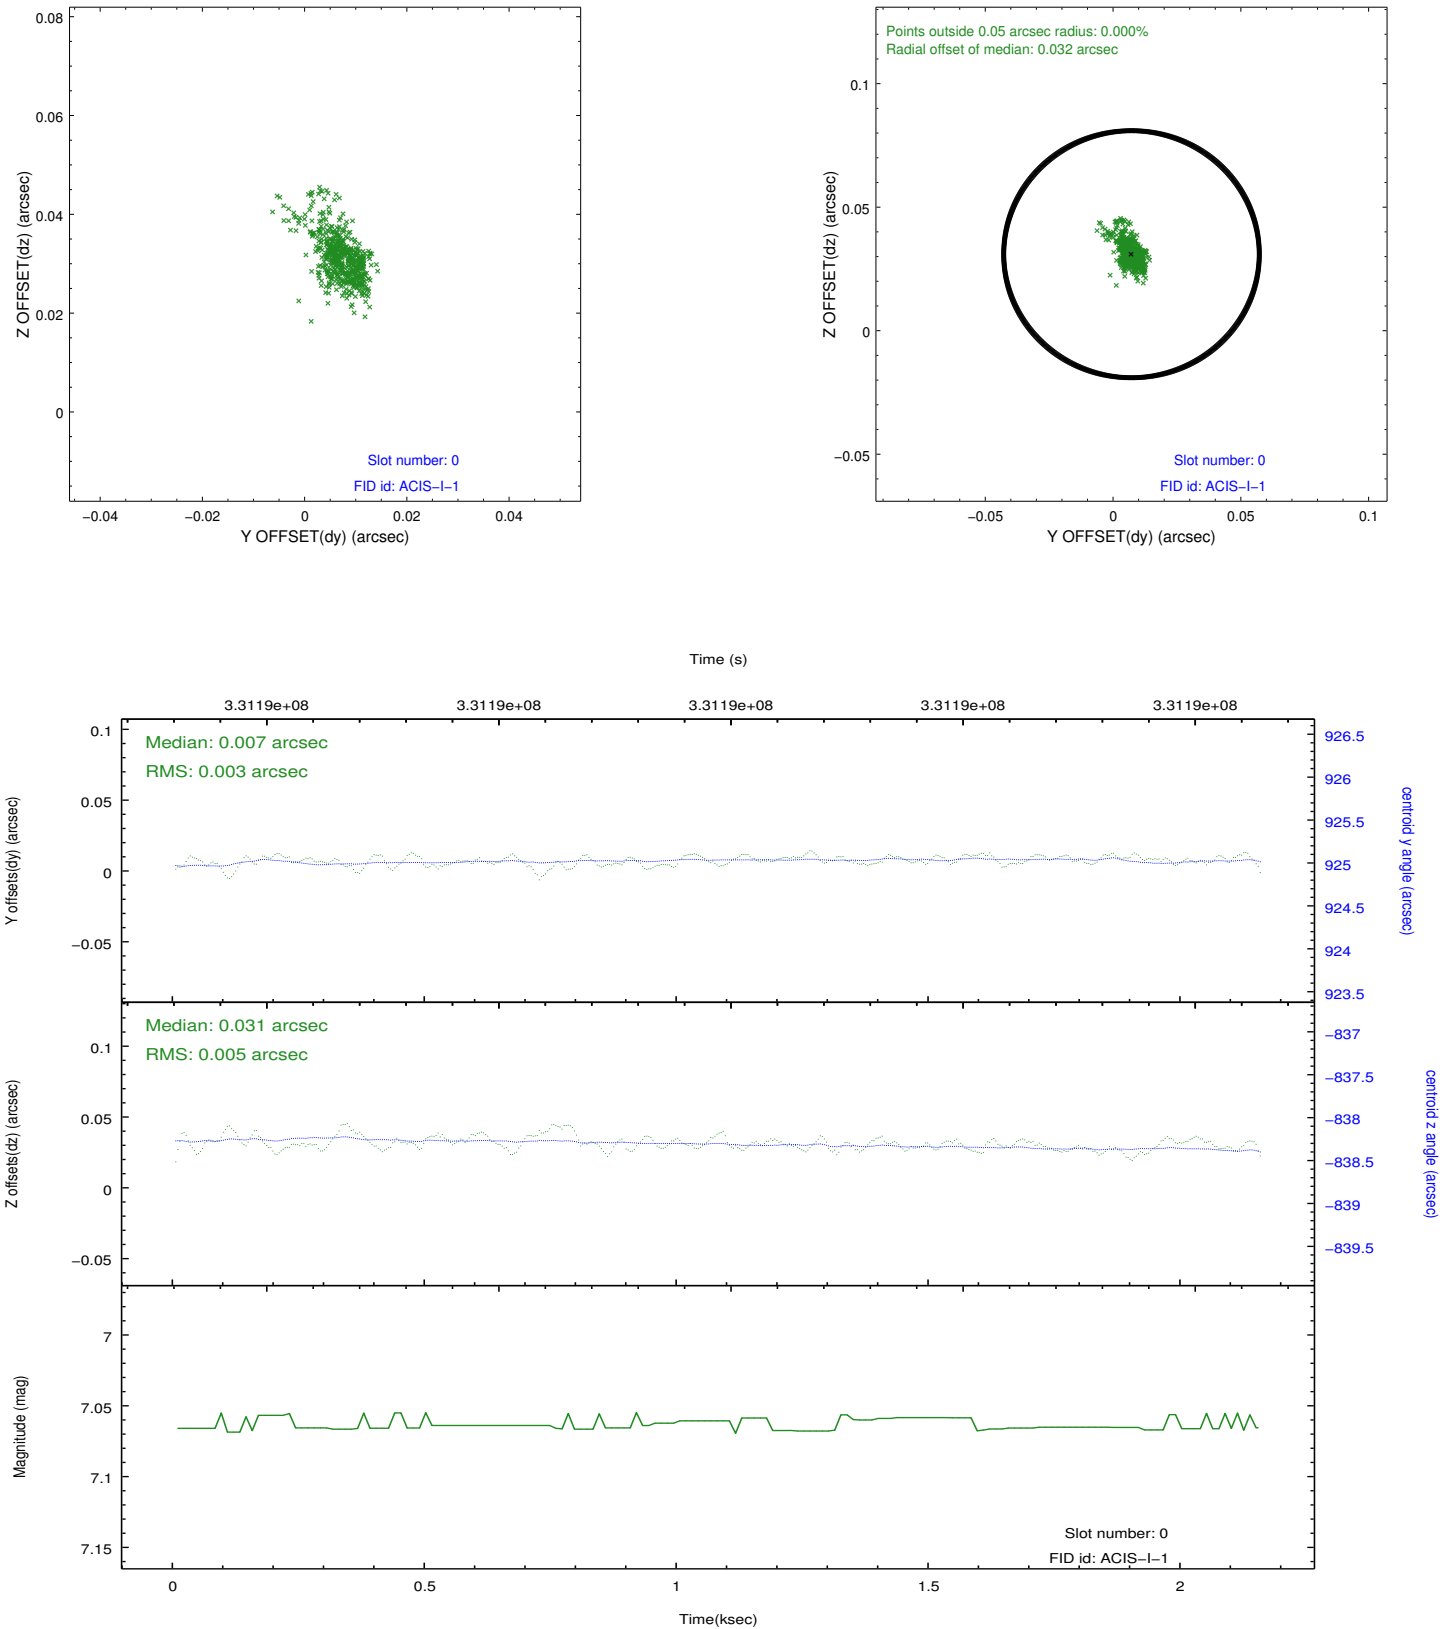 0.08
0.06
0.04
0.02
0
Z OFFSET(dz) (arcsec)
Slot number: 0
FID id: ACIS−I−1
−0.04 −0.02 0 0.02 0.04
Y OFFSET(dy) (arcsec)
Points outside 0.05 arcsec radius: 0.000%
Radial offset of median: 0.032 arcsec
0.1
0.05
0
−0.05
Z OFFSET(dz) (arcsec)
Slot number: 0
FID id: ACIS−I−1
−0.05 0 0.05 0.1
Y OFFSET(dy) (arcsec)
Time (s)
3.3119e+08 3.3119e+08 3.3119e+08 3.3119e+08 3.3119e+08
Median: 0.007 arcsec
RMS: 0.003 arcsec
0.1
0.05
0
−0.05
Y offsets(dy) (arcsec)
926.5
926
925.5
925
924.5
924
923.5
centroid y angle (arcsec)
Median: 0.031 arcsec
RMS: 0.005 arcsec
0.1
0.05
0
−0.05
Z offsets(dz) (arcsec)
−837
−837.5
−838
−838.5
−839
−839.5
centroid z angle (arcsec)
7
7.05
7.1
7.15
Magnitude (mag)
Slot number: 0
FID id: ACIS−I−1
0 0.5 1 1.5 2
Time(ksec)